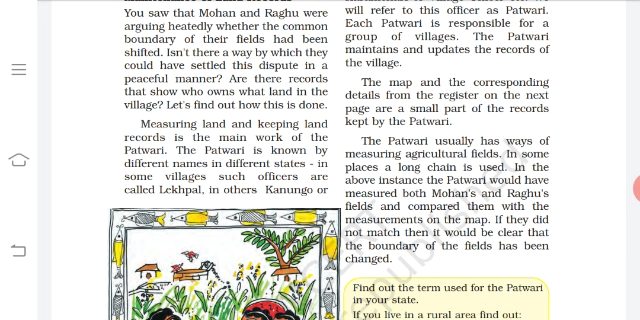 You saw that Mohan and Raghu were
arguing heatedly whether the common
boundary of their fields had been
shifted. Isn't there a way by which they
could have settled this dispute in a
peaceful manner? Are there records
that show who owns what land in the
village? Let's find out how this is done.
Measuring land and keeping land
records is the main work of the
Patwari. The Patwari is known by
different names in different states - in
some villages such officers are
called Lekhpal, in others Kanungo or
will refer to this officer as Patwari.
Each Patwari is responsible for a
group of villages. The Patwari
maintains and updates the records of
the village.
The map and the corresponding
details from the register on the next
page are a small part of the records
kept by the Patwari.
The Patwari usually has ways of
measuring agricultural fields. In some
places a long chain is used. In the
above instance the Patwari would have
measured both Mohan's and Raghu's
fields and compared them with the
measurements on the map. If they did
not match then it would be clear that
the boundary of the fields has been
changed.
Find out the term used for the Patwari
in your state.
If you live in a rural area find out: